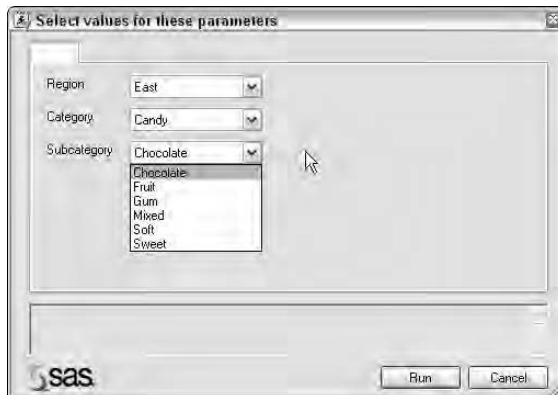 Select values for these parameters
Region East
Category Candy
Subcategory Chocolate
Chocolate
Fruit
Gum
Mixed
Soft
Sweet
sas
Run Cancel